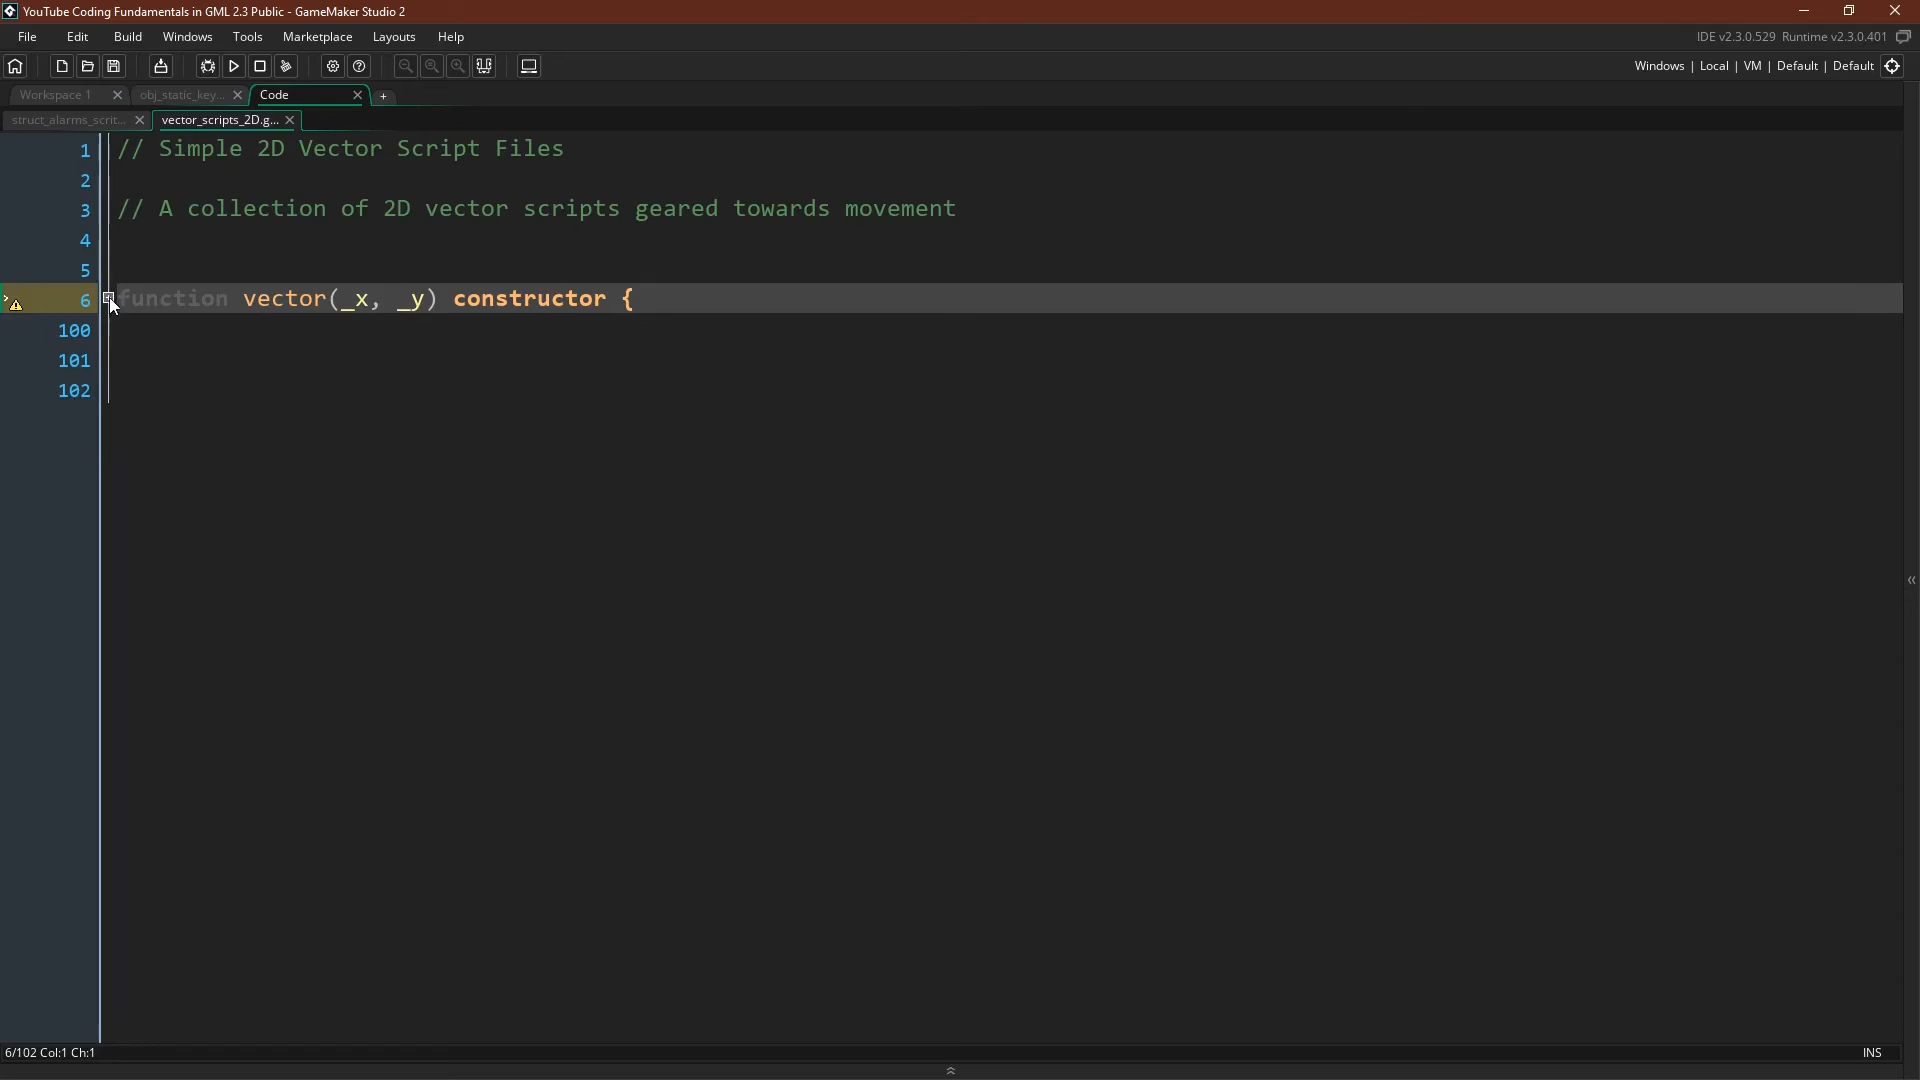 YouTube Coding Fundamentals in GML 2.3 Public - GameMaker Studio 2
File Edit Build Windows Tools Marketplace Layouts Help
IDE v2.3.0.529 Runtime v2.3.0.401
Windows | Local | VM | Default | Default
Workspace 1 obj_static_key... Code
struct_alarms_scrit... vector_scripts_2D.g...
1 // Simple 2D Vector Script Files
2
3 // A collection of 2D vector scripts geared towards movement
4
5
6 function vector(_x, _y) constructor {
100
101
102
6/102 Col:1 Ch:1
INS